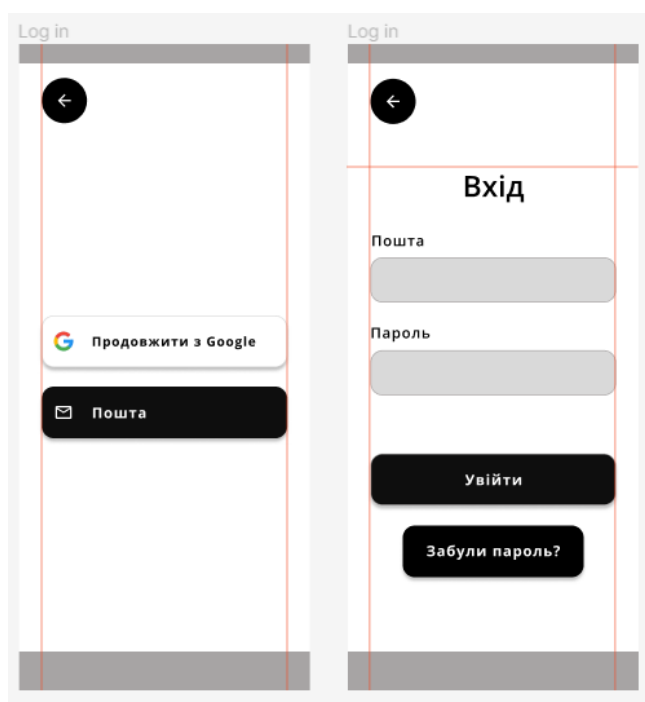 Log in
Продовжити з Google
Пошта
Log in
Вхід
Пошта
Пароль
Увійти
Забули пароль?